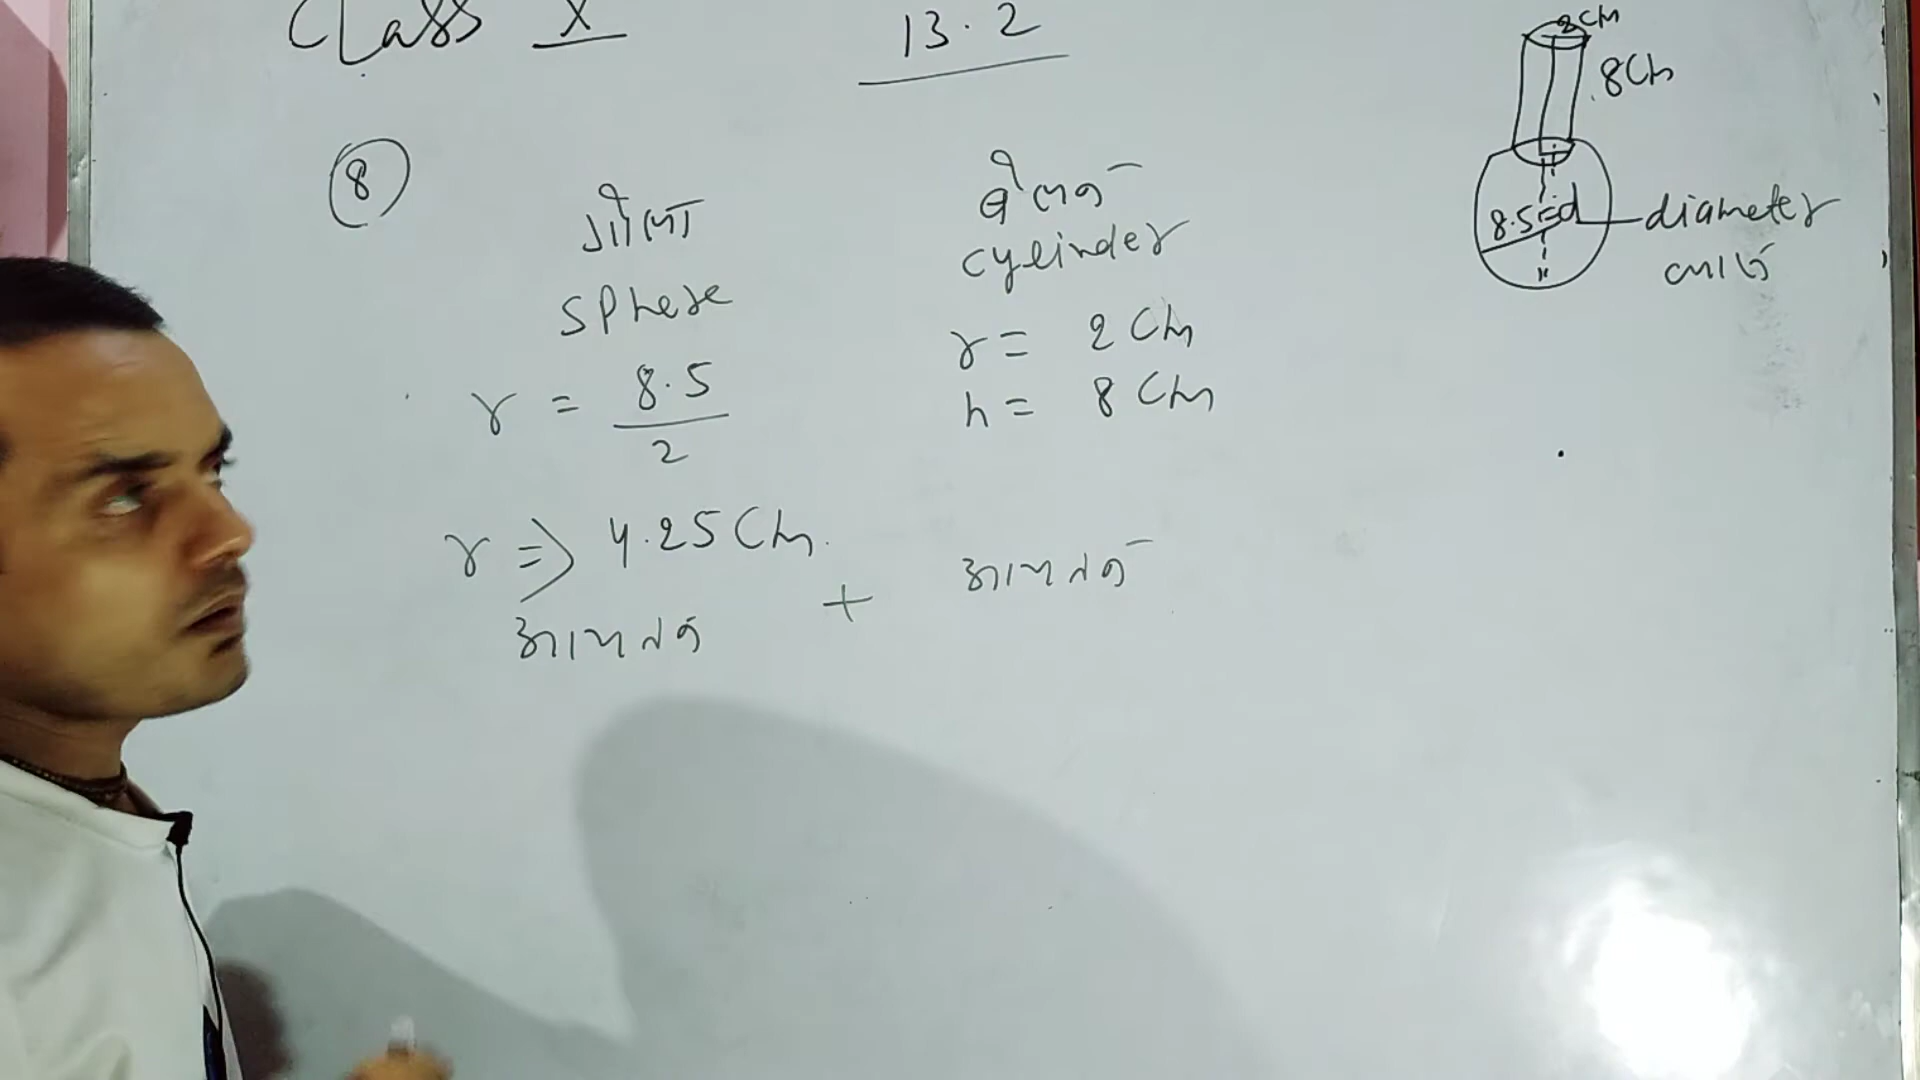 Class X
13.2
8
गोला
sphere
r = 8.5/2
r ⇒ 4.25 Cm.
आयतन
+
बेलन
cylinder
r = 2 Cm
h = 8 Cm
आयतन
2Cm
8Cm
8.5=d
diameter